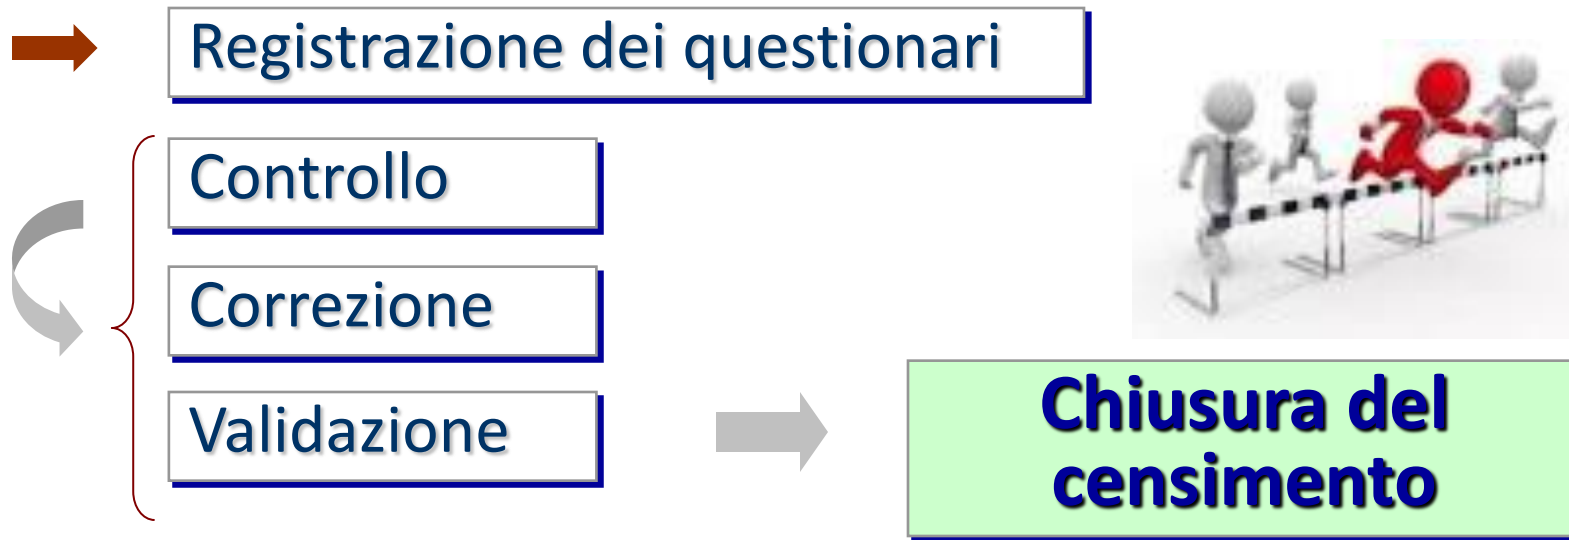 Registrazione dei questionari
Controllo
Correzione
Validazione
Chiusura del
censimento